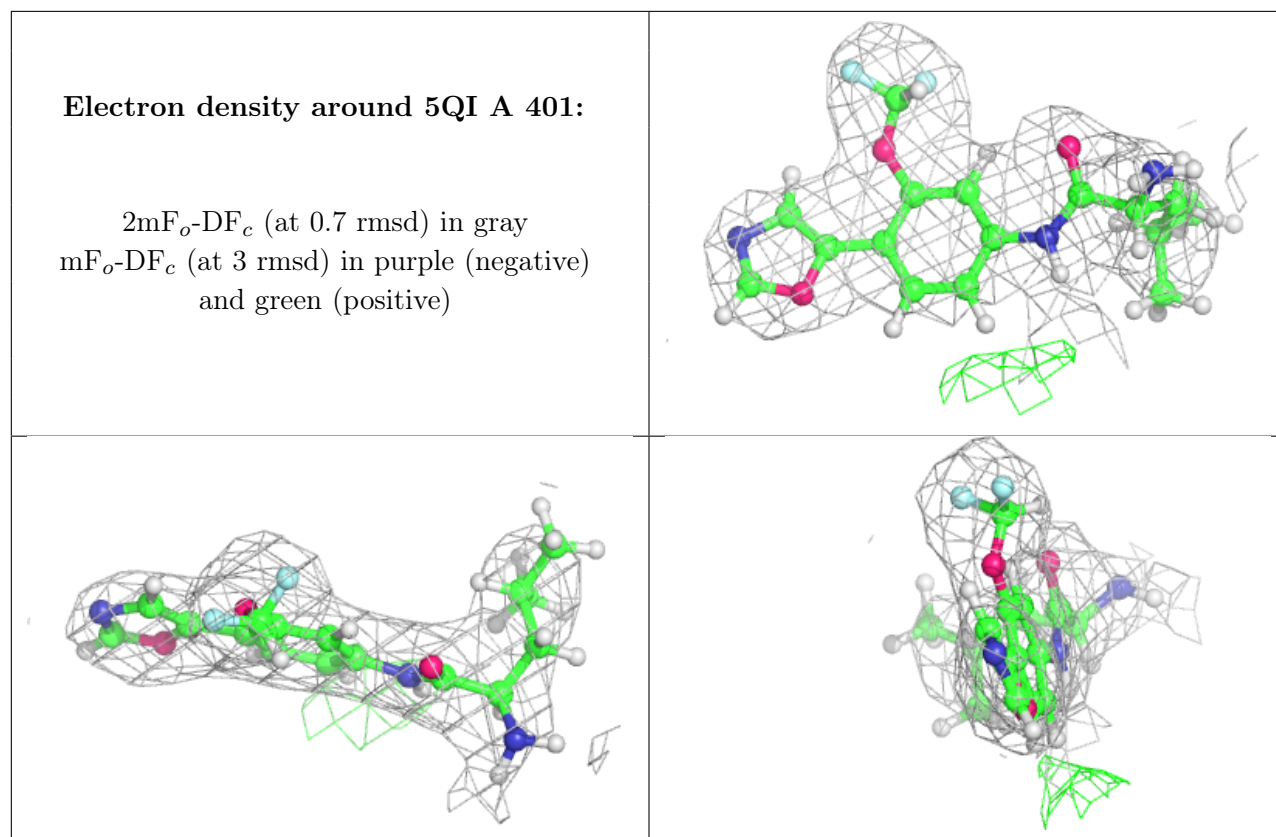 Electron density around 5QI A 401:
2mFₒ-DF𝒸 (at 0.7 rmsd) in gray
mFₒ-DF𝒸 (at 3 rmsd) in purple (negative)
and green (positive)